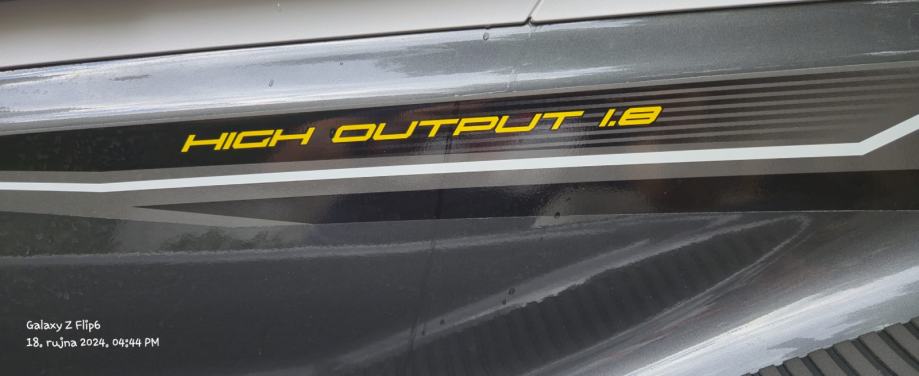 HIGH OUTPUT 1.8
Galaxy Z Flip6
18. rujna 2024. 04:44 PM